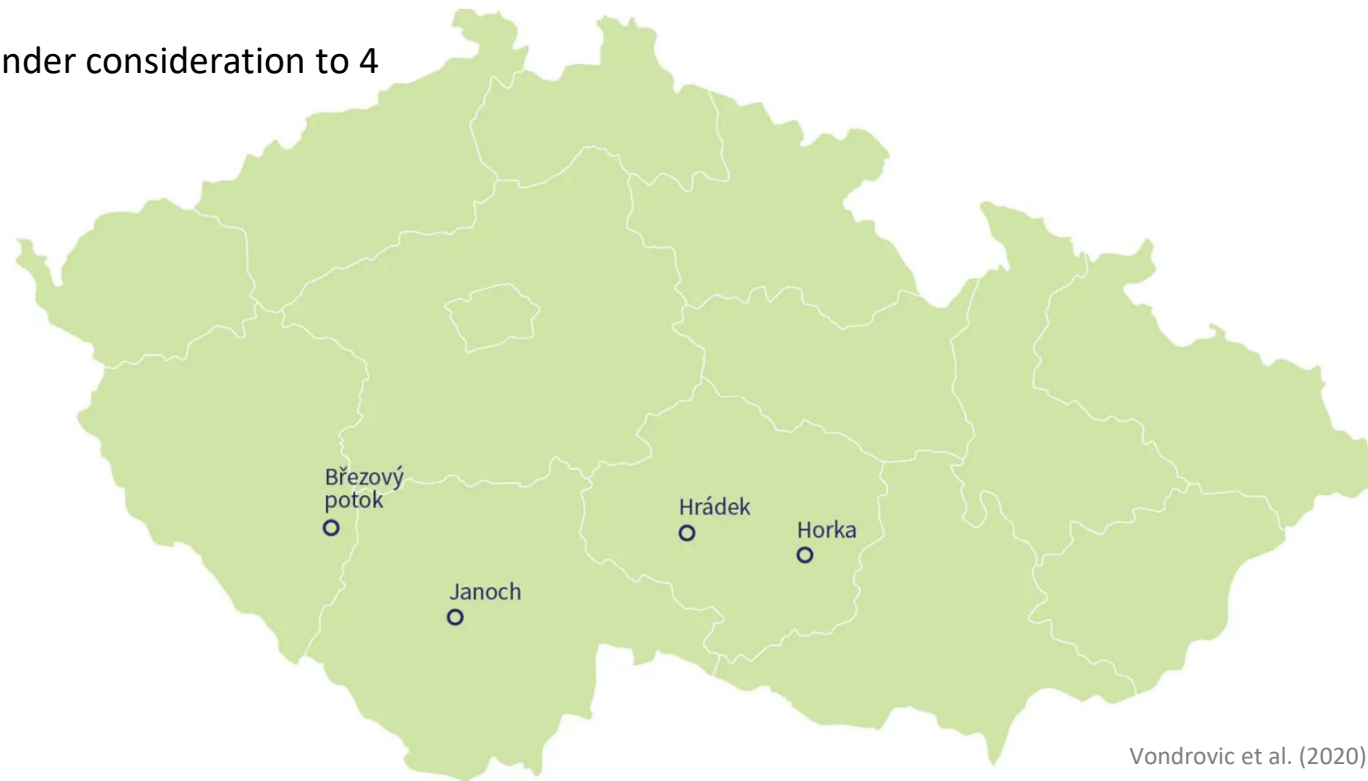 nder consideration to 4
Březový
potok
Hrádek
Horka
Janoch
Vondrovic et al. (2020)